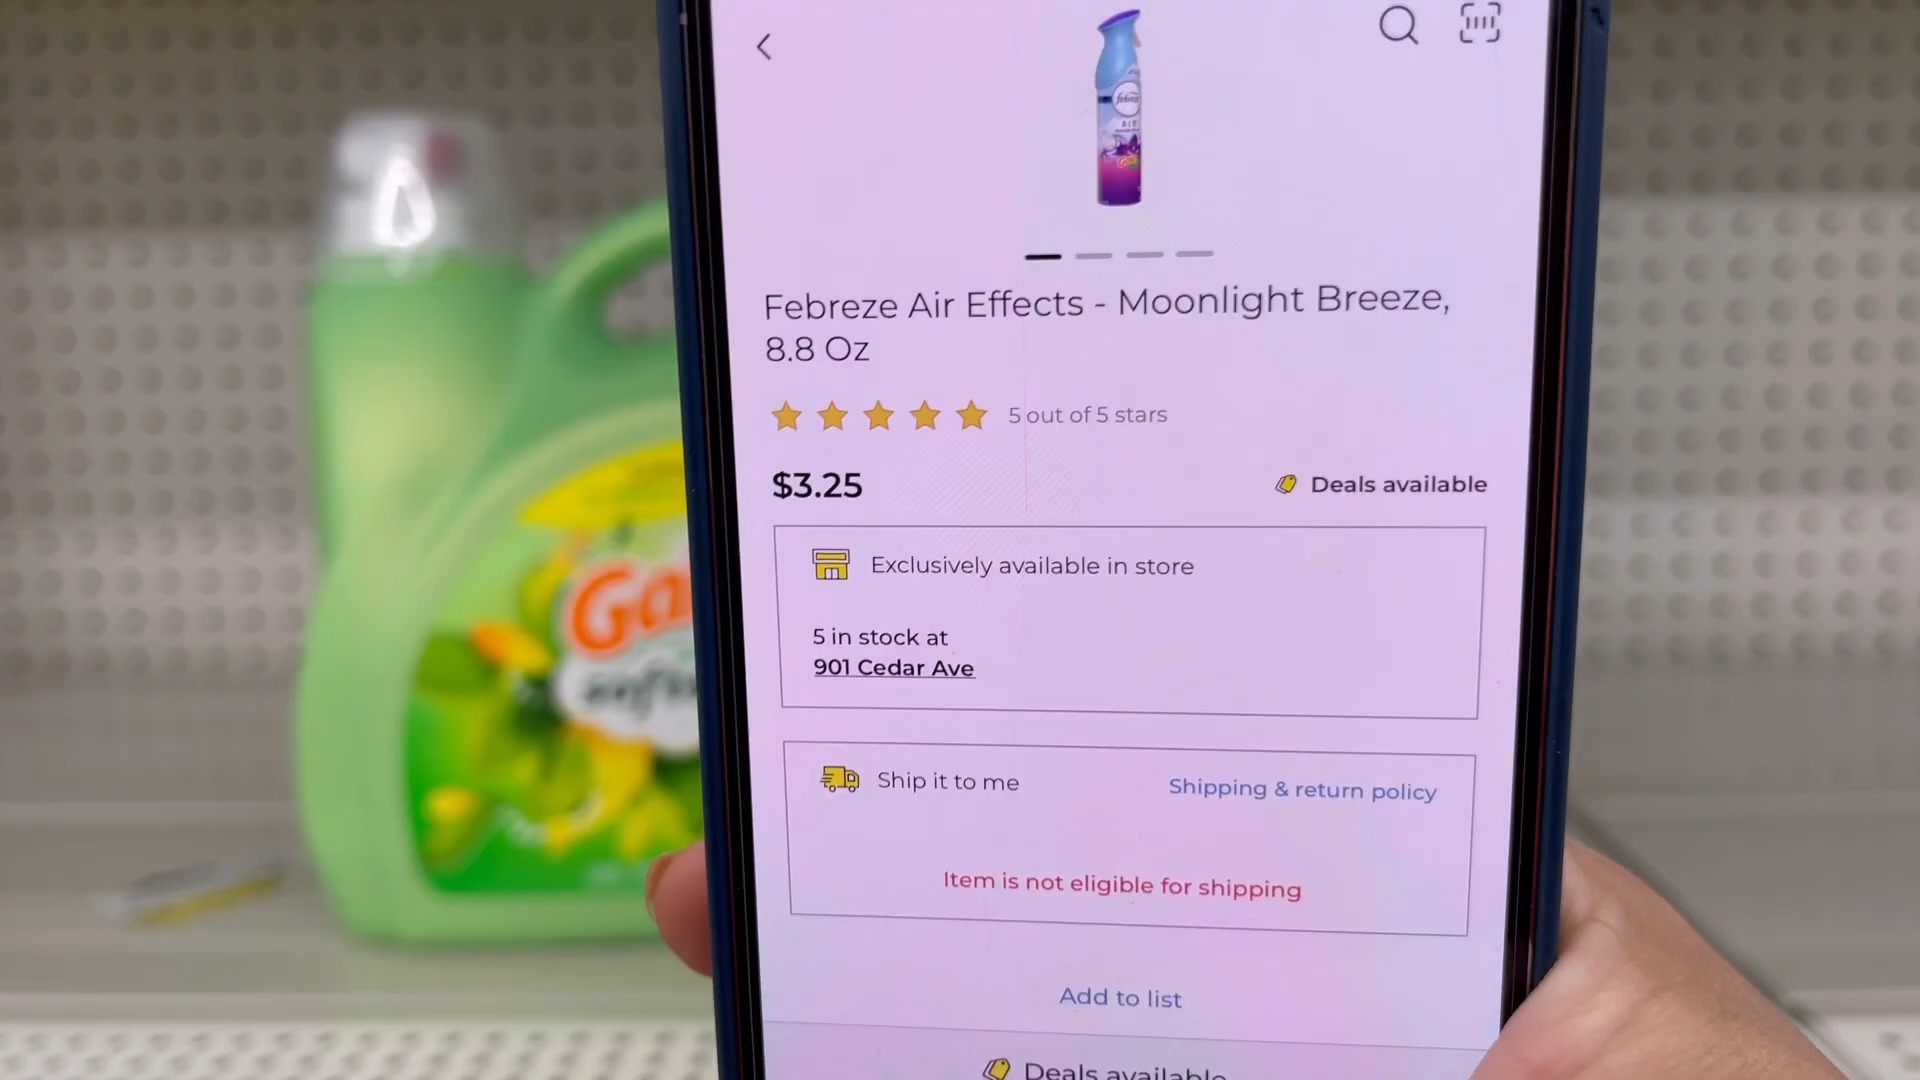 febreze
AIR
Febreze Air Effects - Moonlight Breeze,
8.8 Oz
5 out of 5 stars
$3.25
Deals available
Exclusively available in store
5 in stock at
901 Cedar Ave
Ship it to me
Shipping & return policy
Item is not eligible for shipping
Add to list
Deals available